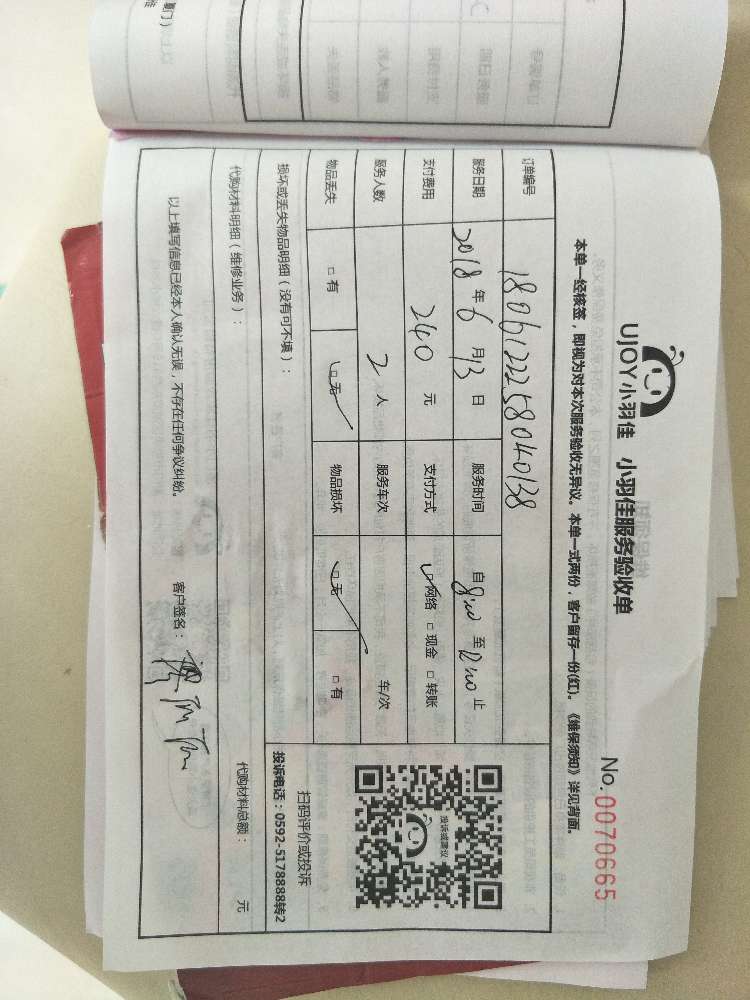 UJOY小羽佳 小羽佳服务验收单
No.0070665
本单一经核签，即视为对本次服务验收无异议。本单一式两份，客户留存一份(红)。《维保须知》详见背面。
订单编号 180612225804038
服务日期 2018 年 6 月 13 日 服务时间 自 8:00 至 12:00 止
支付费用 240 元 支付方式 ☑网络 □现金 □转账
服务人数 2 人 服务车次 车/次
物品丢失 □有 ☑无 物品损坏 ☑无 □有
损坏或丢失物品明细（没有可不填）：
投诉或建议
扫码评价或投诉
投诉电话：0592-5178888转2
代购材料明细（维修业务）：
代购材料总额： 元
以上填写信息已经本人确认无误，不存在任何争议纠纷。 客户签名：